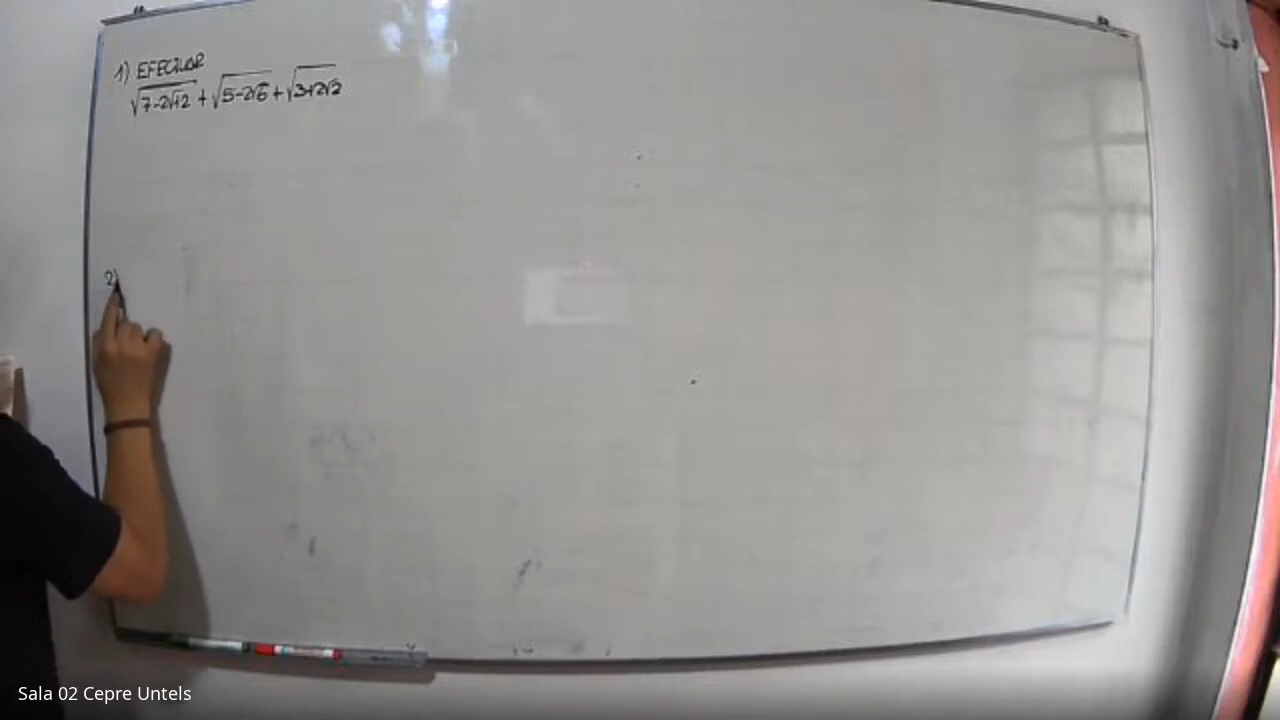 1) EFECTUAR
√7-2√12 + √5-2√6 + √3+2√2
2)
Sala 02 Cepre Untels